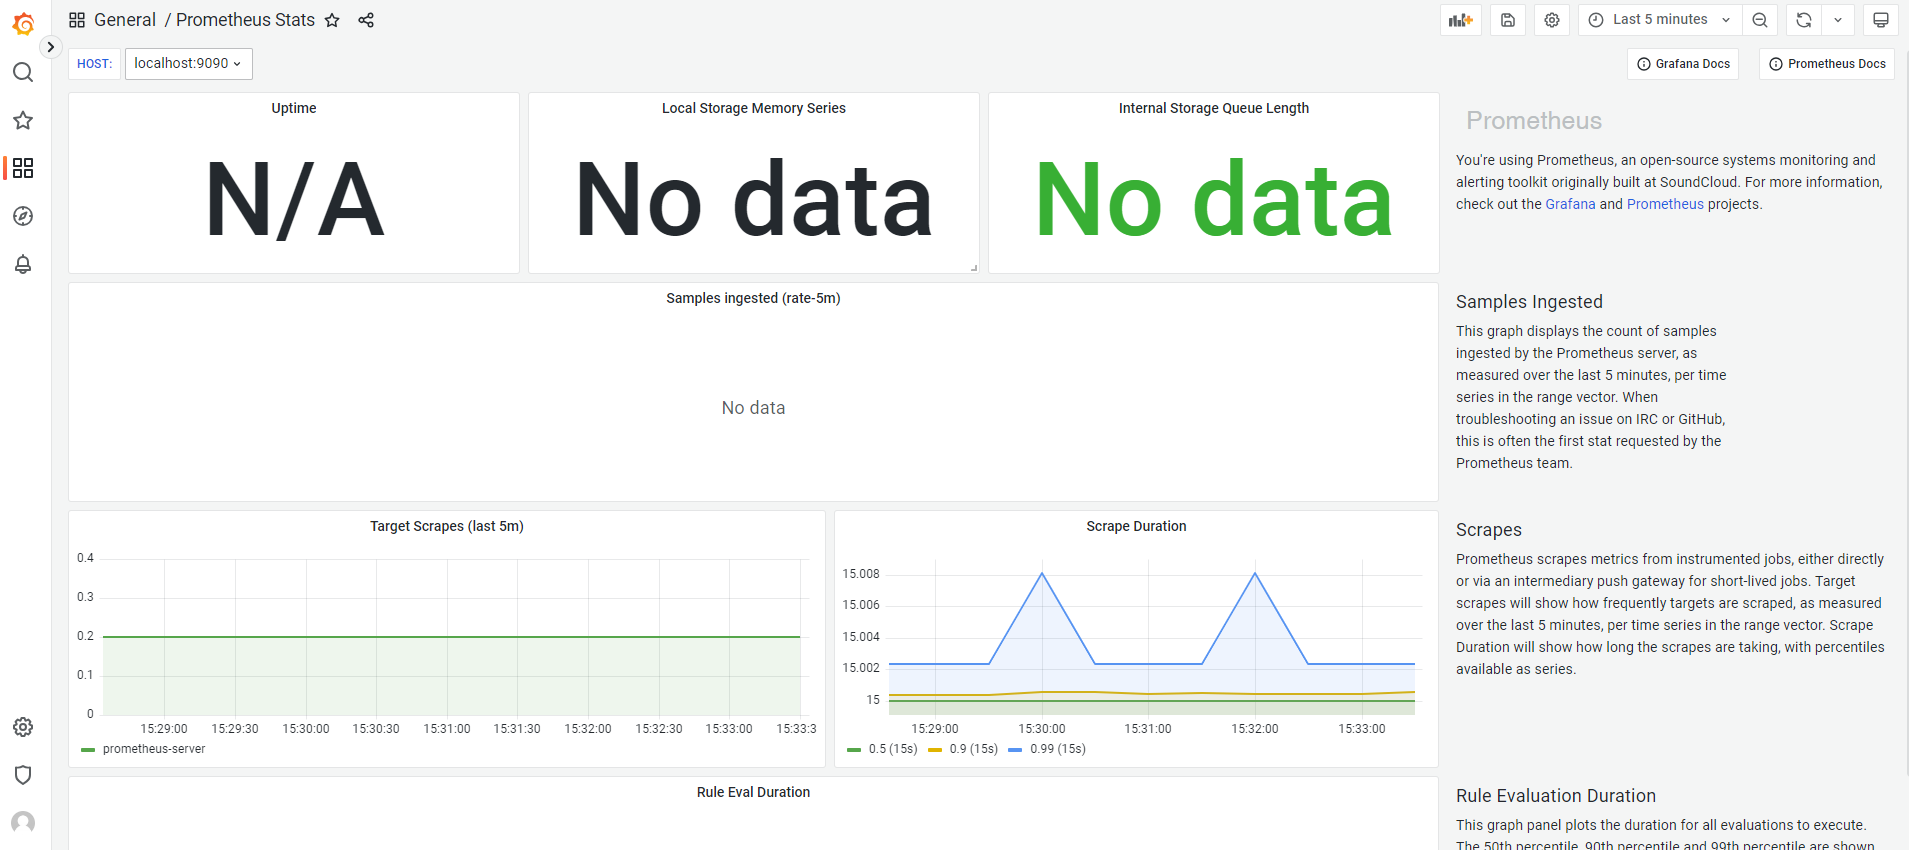 General / Prometheus Stats
Last 5 minutes
HOST:
localhost:9090
Grafana Docs
Prometheus Docs
Uptime
N/A
Local Storage Memory Series
No data
Internal Storage Queue Length
No data
Prometheus
You're using Prometheus, an open-source systems monitoring and
alerting toolkit originally built at SoundCloud. For more information,
check out the Grafana and Prometheus projects.
Samples ingested (rate-5m)
No data
Samples Ingested
This graph displays the count of samples
ingested by the Prometheus server, as
measured over the last 5 minutes, per time
series in the range vector. When
troubleshooting an issue on IRC or GitHub,
this is often the first stat requested by the
Prometheus team.
Target Scrapes (last 5m)
0.4
0.3
0.2
0.1
0
15:29:00 15:29:30 15:30:00 15:30:30 15:31:00 15:31:30 15:32:00 15:32:30 15:33:00 15:33:3
prometheus-server
Scrape Duration
15.008
15.006
15.004
15.002
15
15:29:00 15:30:00 15:31:00 15:32:00 15:33:00
0.5 (15s) 0.9 (15s) 0.99 (15s)
Scrapes
Prometheus scrapes metrics from instrumented jobs, either directly
or via an intermediary push gateway for short-lived jobs. Target
scrapes will show how frequently targets are scraped, as measured
over the last 5 minutes, per time series in the range vector. Scrape
Duration will show how long the scrapes are taking, with percentiles
available as series.
Rule Eval Duration
Rule Evaluation Duration
This graph panel plots the duration for all evaluations to execute.
The 50th percentile, 90th percentile and 99th percentile are shown